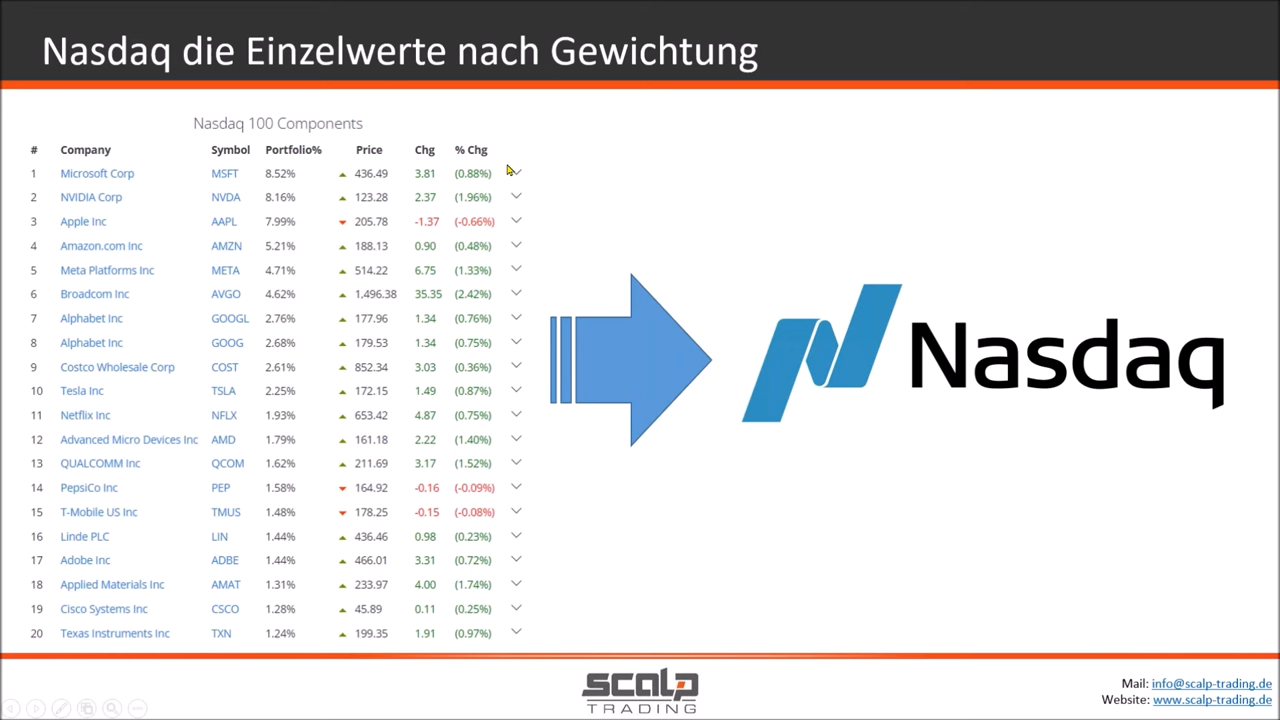 Nasdaq die Einzelwerte nach Gewichtung
Nasdaq 100 Components
# Company Symbol Portfolio% Price Chg % Chg
1 Microsoft Corp MSFT 8.52% 436.49 3.81 (0.88%)
2 NVIDIA Corp NVDA 8.16% 123.28 2.37 (1.96%)
3 Apple Inc AAPL 7.99% 205.78 -1.37 (-0.66%)
4 Amazon.com Inc AMZN 5.21% 188.13 0.90 (0.48%)
5 Meta Platforms Inc META 4.71% 514.22 6.75 (1.33%)
6 Broadcom Inc AVGO 4.62% 1,496.38 35.35 (2.42%)
7 Alphabet Inc GOOGL 2.76% 177.96 1.34 (0.76%)
8 Alphabet Inc GOOG 2.68% 179.53 1.34 (0.75%)
9 Costco Wholesale Corp COST 2.61% 852.34 3.03 (0.36%)
10 Tesla Inc TSLA 2.25% 172.15 1.49 (0.87%)
11 Netflix Inc NFLX 1.93% 653.42 4.87 (0.75%)
12 Advanced Micro Devices Inc AMD 1.79% 161.18 2.22 (1.40%)
13 QUALCOMM Inc QCOM 1.62% 211.69 3.17 (1.52%)
14 PepsiCo Inc PEP 1.58% 164.92 -0.16 (-0.09%)
15 T-Mobile US Inc TMUS 1.48% 178.25 -0.15 (-0.08%)
16 Linde PLC LIN 1.44% 436.46 0.98 (0.23%)
17 Adobe Inc ADBE 1.44% 466.01 3.31 (0.72%)
18 Applied Materials Inc AMAT 1.31% 233.97 4.00 (1.74%)
19 Cisco Systems Inc CSCO 1.28% 45.89 0.11 (0.25%)
20 Texas Instruments Inc TXN 1.24% 199.35 1.91 (0.97%)
Nasdaq
scalp
TRADING
Mail: info@scalp-trading.de
Website: www.scalp-trading.de